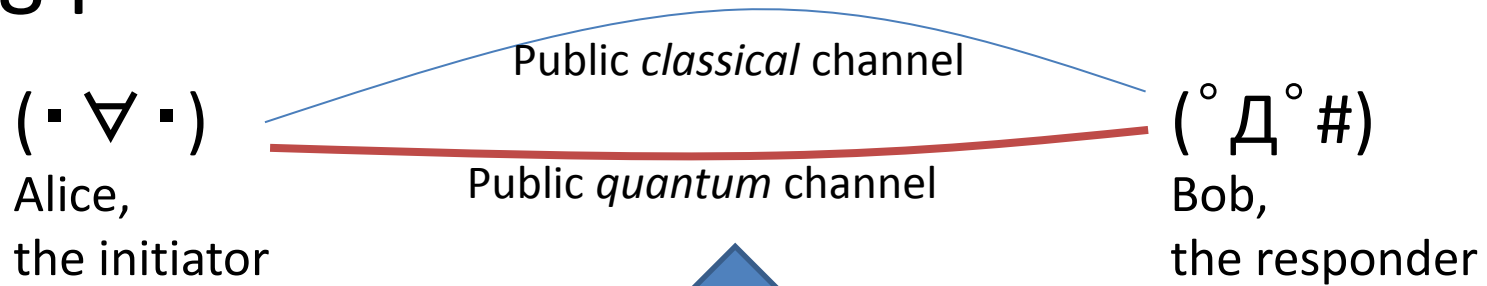 Public classical channel
(･∀･)
(ﾟДﾟ#)
Public quantum channel
Alice,
the initiator
Bob,
the responder